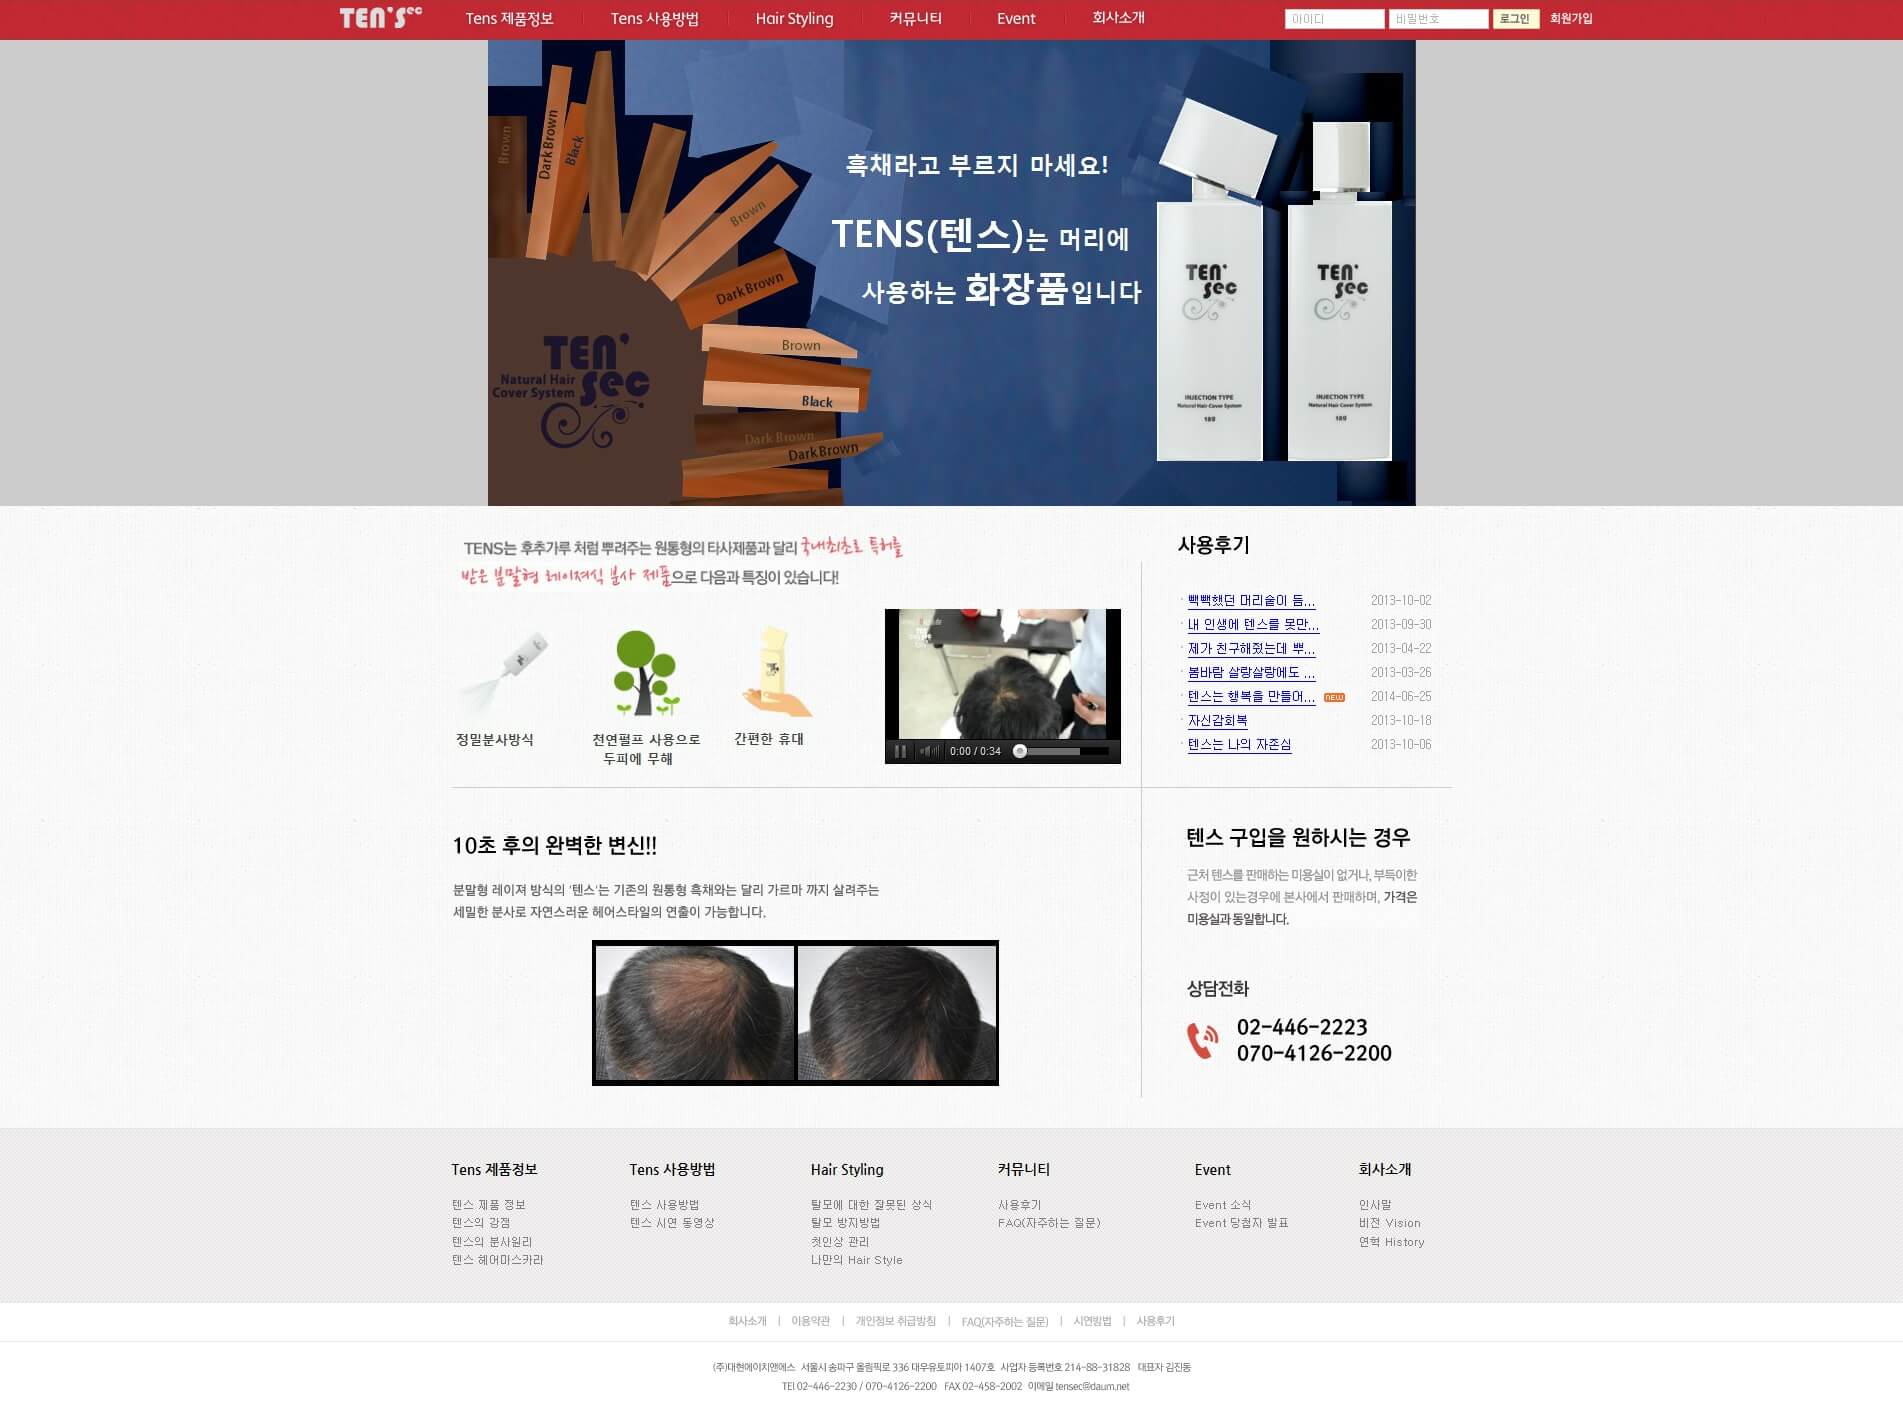 TEN'Sec
Tens 제품정보
Tens 사용방법
Hair Styling
커뮤니티
Event
회사소개
아이디
비밀번호
로그인
회원가입
Brown
Dark Brown
Black
Brown
Dark Brown
Brown
Black
Dark Brown
Dark Brown
TEN'
Natural Hair
Cover System
Sec
흑채라고 부르지 마세요!
TENS(텐스)는 머리에
사용하는 화장품입니다
TEN'
Sec
INJECTION TYPE
Natural Hair Cover System
18g
TEN'
Sec
INJECTION TYPE
Natural Hair Cover System
18g
TENS는 후추가루 처럼 뿌려주는 원통형의 타사제품과 달리 국내최초로 특허를
받은 분말형 레이져식 분사 제품으로 다음과 특징이 있습니다!
정밀분사방식
천연펄프 사용으로
두피에 무해
간편한 휴대
0:00 / 0:34
사용후기
· 빽빽했던 머리숱이 듬... 2013-10-02
· 내 인생에 텐스를 못만... 2013-09-30
· 제가 친구해줬는데 뿌... 2013-04-22
· 봄바람 살랑살랑에도 ... 2013-03-26
· 텐스는 행복을 만들어... NEW 2014-06-25
· 자신감회복 2013-10-18
· 텐스는 나의 자존심 2013-10-06
10초 후의 완벽한 변신!!
분말형 레이져 방식의 '텐스'는 기존의 원통형 흑채와는 달리 가르마 까지 살려주는
세밀한 분사로 자연스러운 헤어스타일의 연출이 가능합니다.
텐스 구입을 원하시는 경우
근처 텐스를 판매하는 미용실이 없거나, 부득이한
사정이 있는경우에 본사에서 판매하며, 가격은
미용실과 동일합니다.
상담전화
02-446-2223
070-4126-2200
Tens 제품정보
텐스 제품 정보
텐스의 강점
텐스의 분사원리
텐스 헤어마스카라
Tens 사용방법
텐스 사용방법
텐스 시연 동영상
Hair Styling
탈모에 대한 잘못된 상식
탈모 방지방법
첫인상 관리
나만의 Hair Style
커뮤니티
사용후기
FAQ(자주하는 질문)
Event
Event 소식
Event 당첨자 발표
회사소개
인사말
비전 Vision
연혁 History
회사소개 | 이용약관 | 개인정보 취급방침 | FAQ(자주하는 질문) | 시연방법 | 사용후기
(주)대현에이치앤에스 서울시 송파구 올림픽로 336 대우유토피아 1407호 사업자 등록번호 214-88-31828 대표자 김진동
TEl 02-446-2230 / 070-4126-2200 FAX 02-458-2002 이메일 tensec@daum.net